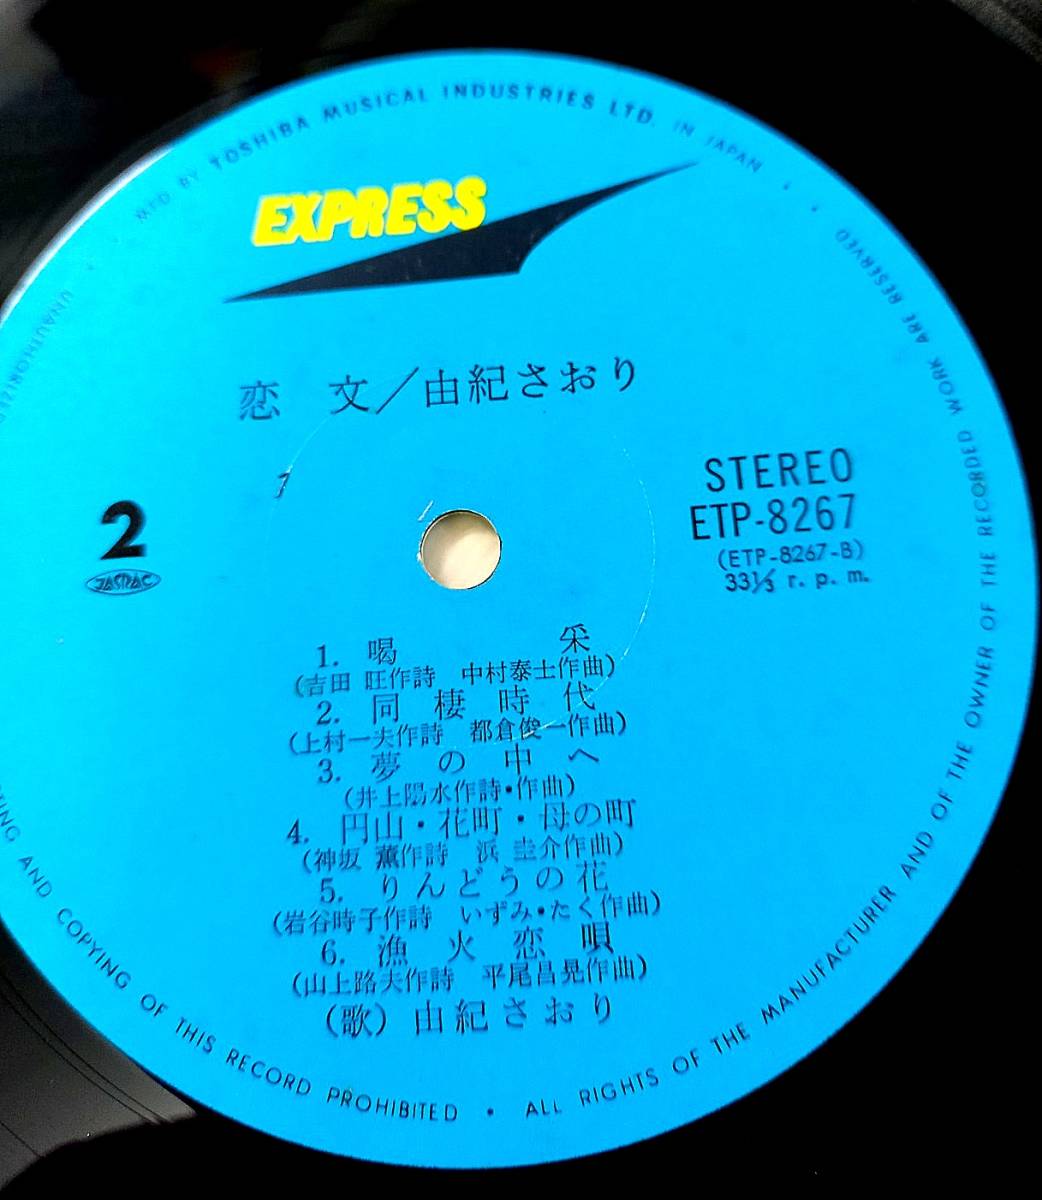 MFD BY TOSHIBA MUSICAL INDUSTRIES LTD. IN JAPAN •
EXPRESS
恋 文/由紀さおり
STEREO
ETP-8267
(ETP-8267-B)
33⅓ r. p. m.
2
JASRAC
1. 喝 采
(吉田 旺作詩 中村泰士作曲)
2. 同棲時代
(上村一夫作詩 都倉俊一作曲)
3. 夢の中へ
(井上陽水作詩・作曲)
4. 円山・花町・母の町
(神坂 薫作詩 浜 圭介作曲)
5. りんどうの花
(岩谷時子作詩 いずみ・たく作曲)
6. 漁火恋唄
(山上路夫作詩 平尾昌晃作曲)
(歌) 由紀さおり
• ALL RIGHTS OF THE MANUFACTURER AND OF THE OWNER OF THE RECORDED WORK ARE RESERVED •
AND COPYING OF THIS RECORD PROHIBITED